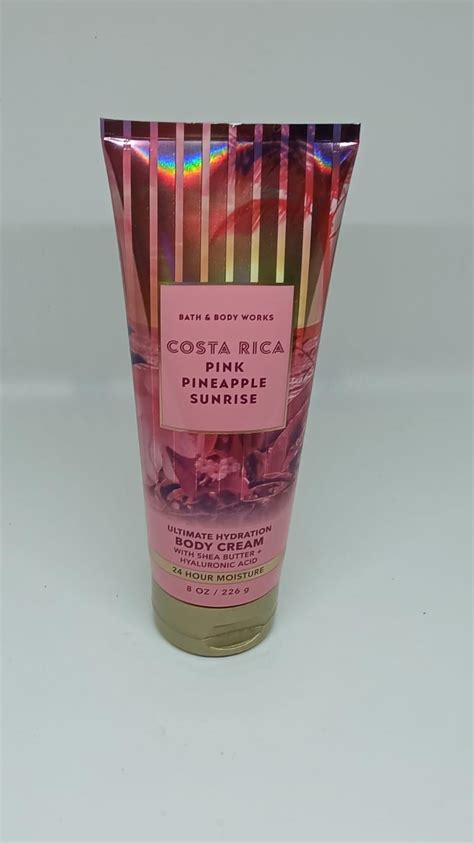 BATH & BODY WORKS
COSTA RICA
PINK
PINEAPPLE
SUNRISE
ULTIMATE HYDRATION
BODY CREAM
WITH SHEA BUTTER +
HYALURONIC ACID
24 HOUR MOISTURE
8 OZ / 226 g